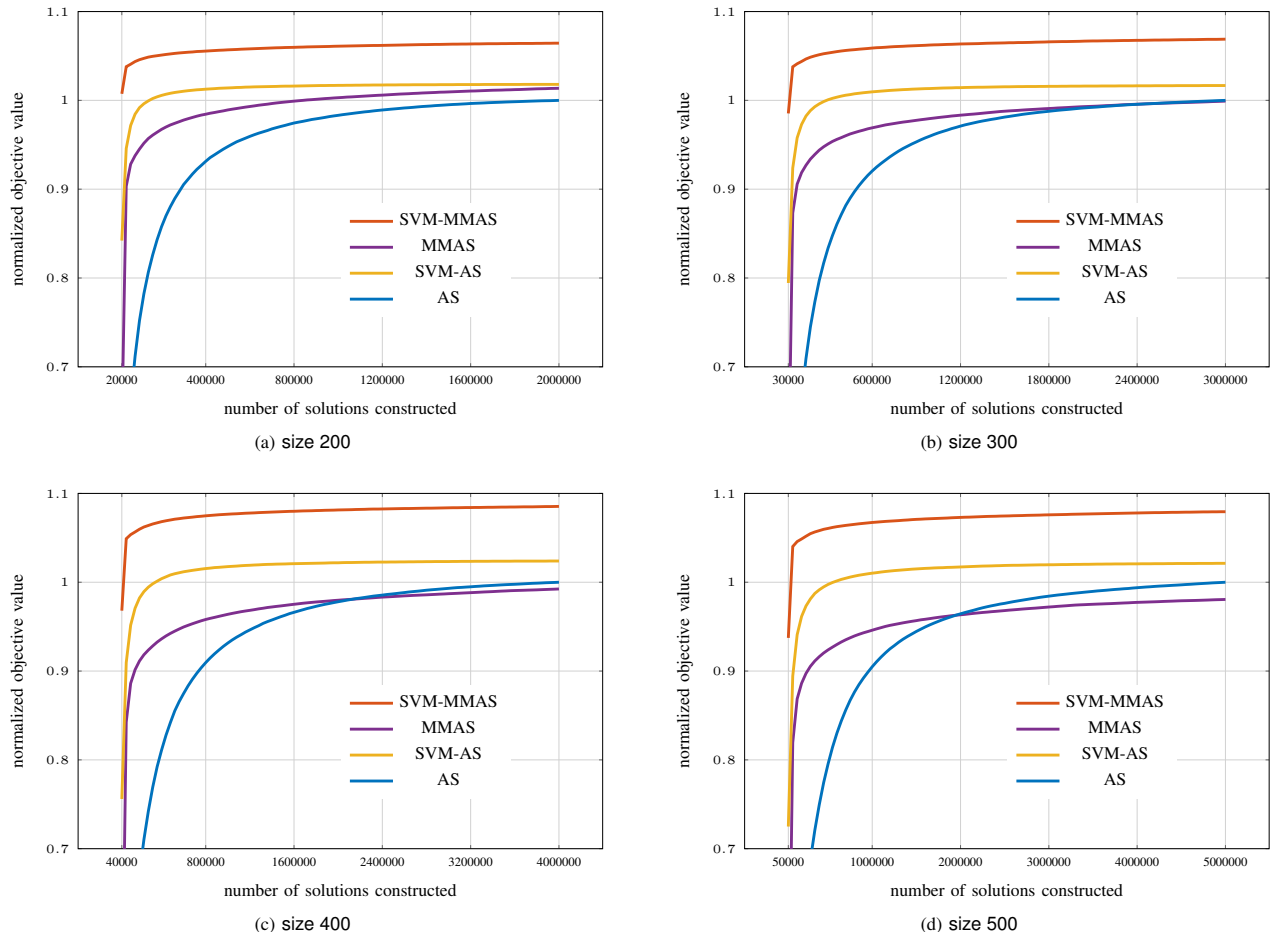 1.1
1
0.9
0.8
0.7
normalized objective value
SVM-MMAS
MMAS
SVM-AS
AS
20000 400000 800000 1200000 1600000 2000000
number of solutions constructed
(a) size 200
1.1
1
0.9
0.8
0.7
normalized objective value
SVM-MMAS
MMAS
SVM-AS
AS
30000 600000 1200000 1800000 2400000 3000000
number of solutions constructed
(b) size 300
1.1
1
0.9
0.8
0.7
normalized objective value
SVM-MMAS
MMAS
SVM-AS
AS
40000 800000 1600000 2400000 3200000 4000000
number of solutions constructed
(c) size 400
1.1
1
0.9
0.8
0.7
normalized objective value
SVM-MMAS
MMAS
SVM-AS
AS
50000 1000000 2000000 3000000 4000000 5000000
number of solutions constructed
(d) size 500